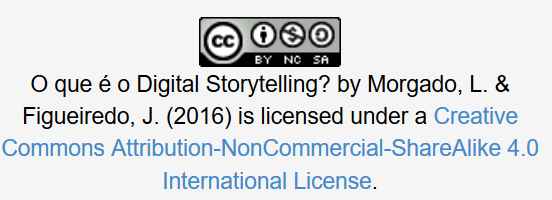 cc
BY NC SA
O que é o Digital Storytelling? by Morgado, L. &
Figueiredo, J. (2016) is licensed under a Creative
Commons Attribution-NonCommercial-ShareAlike 4.0
International License.